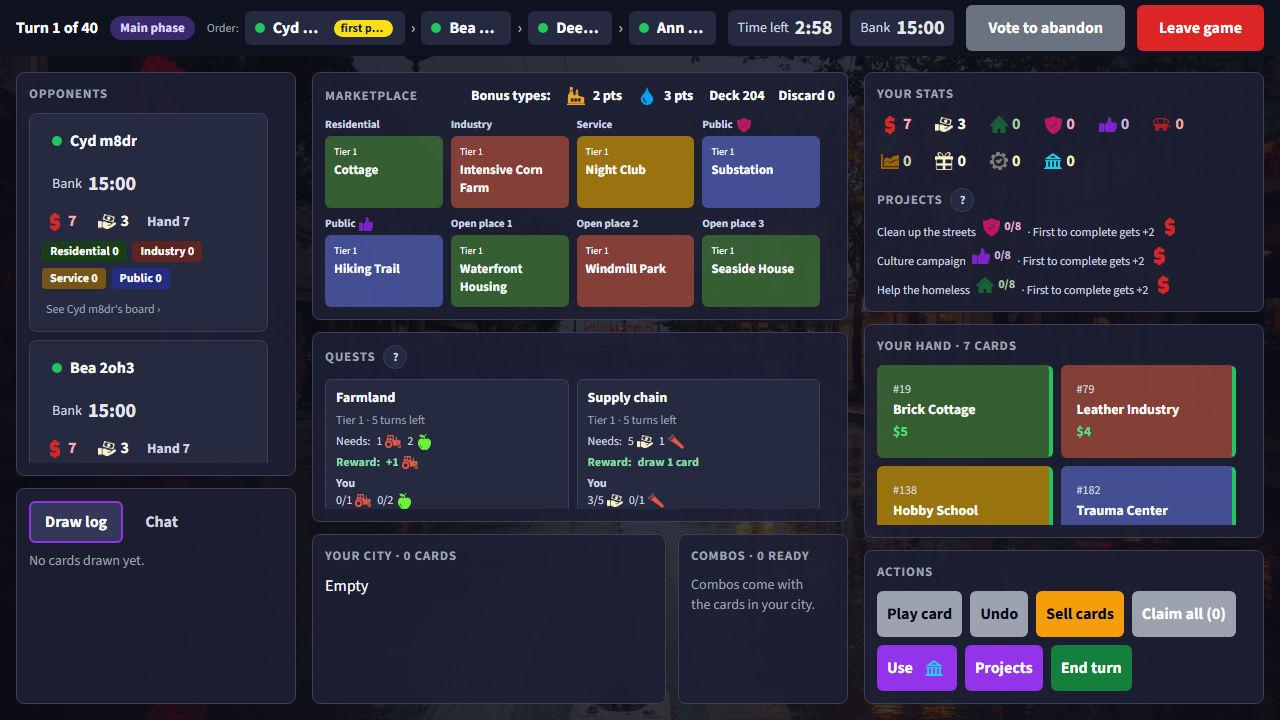 Turn 1 of 40
Main phase
Order:
Cyd ...
first p...
›
Bea ...
›
Dee...
›
Ann ...
Time left 2:58
Bank 15:00
Vote to abandon
Leave game
OPPONENTS
Cyd m8dr
Bank 15:00
7 3 Hand 7
Residential 0 Industry 0
Service 0 Public 0
See Cyd m8dr's board ›
Bea 2oh3
Bank 15:00
7 3 Hand 7
Draw log Chat
No cards drawn yet.
MARKETPLACE
Bonus types: 2 pts 3 pts Deck 204 Discard 0
Residential
Tier 1
Cottage
Industry
Tier 1
Intensive Corn
Farm
Service
Tier 1
Night Club
Public
Tier 1
Substation
Public
Tier 1
Hiking Trail
Open place 1
Tier 1
Waterfront
Housing
Open place 2
Tier 1
Windmill Park
Open place 3
Tier 1
Seaside House
QUESTS ?
Farmland
Tier 1 · 5 turns left
Needs: 1 2
Reward: +1
You
0/1 0/2
Supply chain
Tier 1 · 5 turns left
Needs: 5 1
Reward: draw 1 card
You
3/5 0/1
YOUR CITY · 0 CARDS
Empty
COMBOS · 0 READY
Combos come with
the cards in your city.
YOUR STATS
7 3 0 0 0 0
0 0 0 0
PROJECTS ?
Clean up the streets 0/8 · First to complete gets +2
Culture campaign 0/8 · First to complete gets +2
Help the homeless 0/8 · First to complete gets +2
YOUR HAND · 7 CARDS
#19
Brick Cottage
$5
#79
Leather Industry
$4
#138
Hobby School
#182
Trauma Center
ACTIONS
Play card Undo Sell cards Claim all (0)
Use Projects End turn